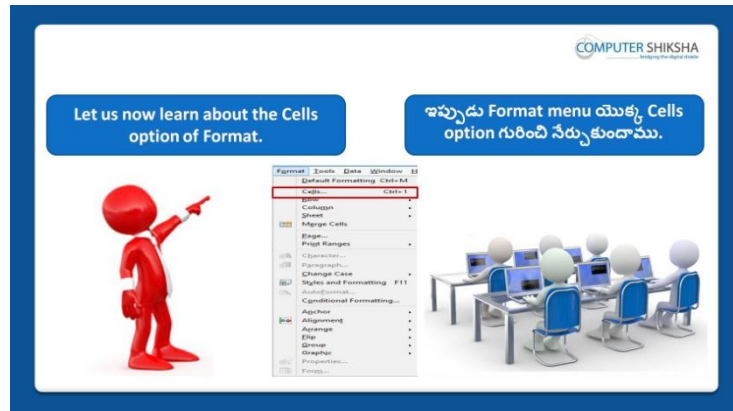 COMPUTER SHIKSHA
bridging the digital divide
Let us now learn about the Cells
option of Format.
ఇప్పుడు Format menu యొక్క Cells
option గురించి నేర్చుకుందాము.
Format Tools Data Window H
Default Formatting Ctrl+M
Cells... Ctrl+1
Row
Column
Sheet
Merge Cells
Page...
Print Ranges
Character...
Paragraph...
Change Case
Styles and Formatting F11
AutoFormat...
Conditional Formatting...
Anchor
Alignment
Arrange
Flip
Group
Graphic
Properties...
Form...